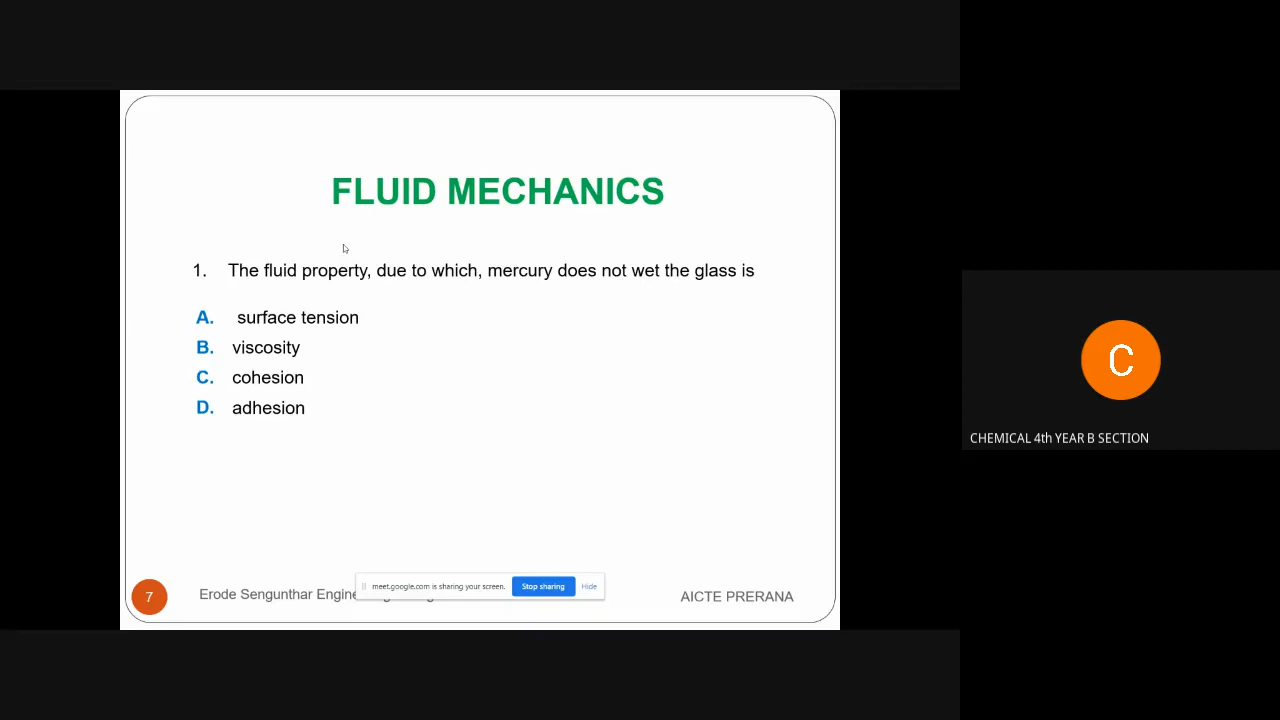 FLUID MECHANICS
1. The fluid property, due to which, mercury does not wet the glass is
A. surface tension
B. viscosity
C. cohesion
D. adhesion
C
CHEMICAL 4th YEAR B SECTION
meet.google.com is sharing your screen. Stop sharing Hide
7 Erode Sengunthar AICTE PRERANA